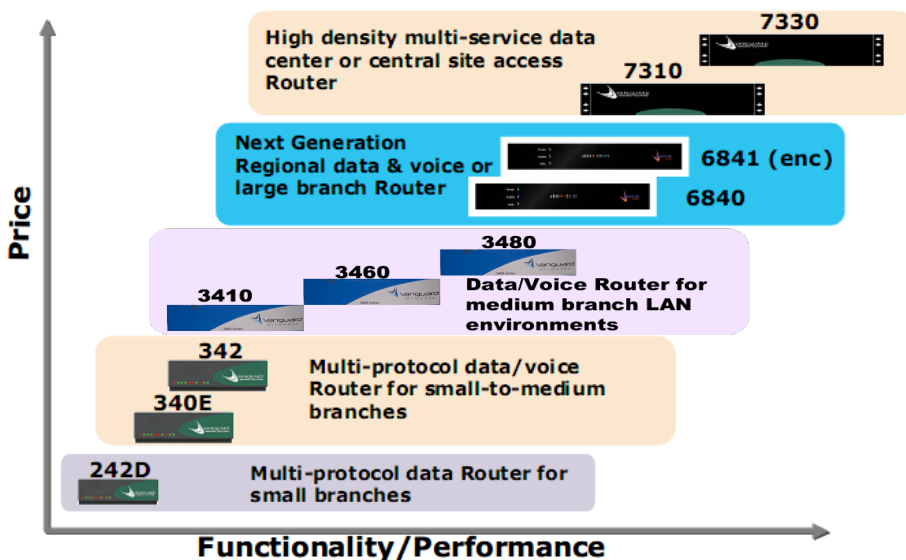 7330
High density multi-service data
center or central site access
Router
7310
Next Generation
Regional data & voice or
large branch Router
6841 (enc)
6840
3480
3460
3410
Data/Voice Router for
medium branch LAN
environments
vanguard
vanguard
vanguard
342
340E
Multi-protocol data/voice
Router for small-to-medium
branches
242D
Multi-protocol data Router for
small branches
Price
Functionality/Performance